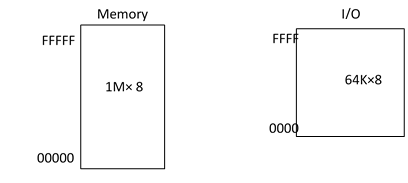 Memory
FFFFF
1M× 8
00000
I/O
FFFF
64K×8
0000